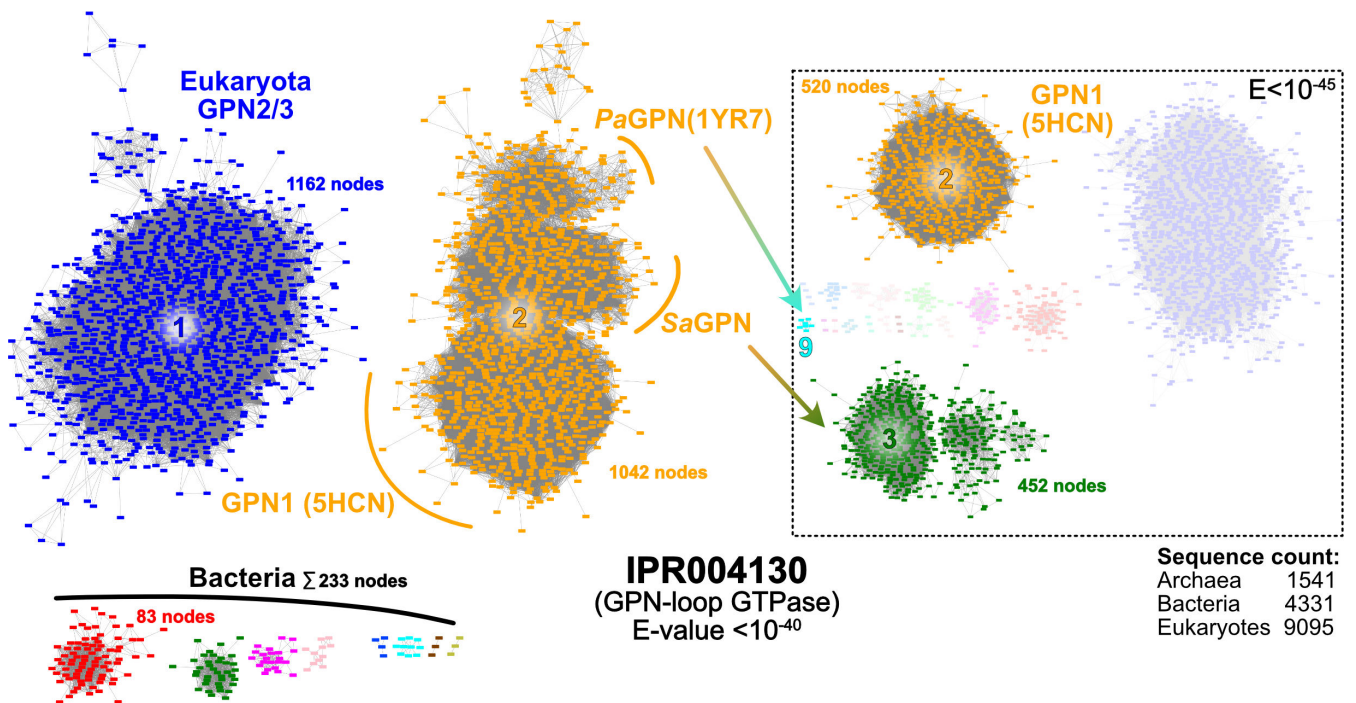 Eukaryota
GPN2/3
1162 nodes
1
PaGPN(1YR7)
2
SaGPN
GPN1 (5HCN)
1042 nodes
520 nodes
GPN1
(5HCN)
E<10⁻⁴⁵
2
9
3
452 nodes
Bacteria ∑ 233 nodes
83 nodes
IPR004130
(GPN-loop GTPase)
E-value <10⁻⁴⁰
Sequence count:
Archaea 1541
Bacteria 4331
Eukaryotes 9095